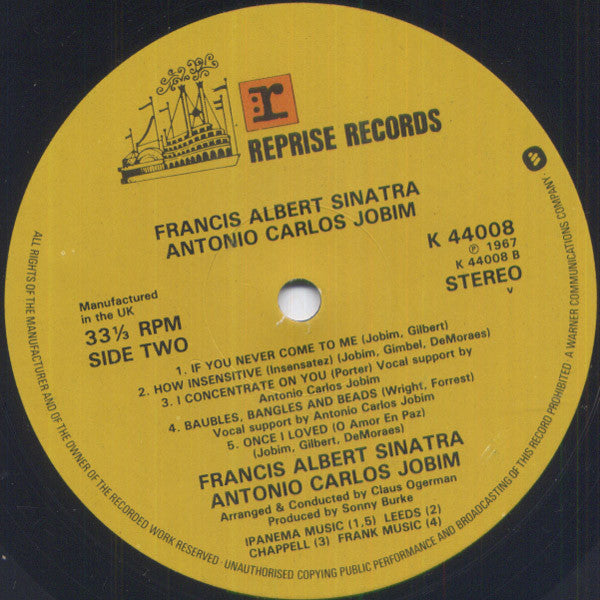 r
REPRISE RECORDS
FRANCIS ALBERT SINATRA
ANTONIO CARLOS JOBIM
K 44008
℗ 1967
K 44008 B
STEREO
v
Manufactured
in the UK
33⅓ RPM
SIDE TWO
1. IF YOU NEVER COME TO ME (Jobim, Gilbert)
2. HOW INSENSITIVE (Insensatez) (Jobim, Gimbel, DeMoraes)
3. I CONCENTRATE ON YOU (Porter) Vocal support by
Antonio Carlos Jobim
4. BAUBLES, BANGLES AND BEADS (Wright, Forrest)
Vocal support by Antonio Carlos Jobim
5. ONCE I LOVED (O Amor En Paz)
(Jobim, Gilbert, DeMoraes)
FRANCIS ALBERT SINATRA
ANTONIO CARLOS JOBIM
Arranged & Conducted by Claus Ogerman
Produced by Sonny Burke
IPANEMA MUSIC (1,5) LEEDS (2)
CHAPPELL (3) FRANK MUSIC (4)
ALL RIGHTS OF THE MANUFACTURER AND OF THE OWNER OF THE RECORDED WORK RESERVED · UNAUTHORISED COPYING PUBLIC PERFORMANCE AND BROADCASTING OF THIS RECORD PROHIBITED · A WARNER COMMUNICATIONS COMPANY